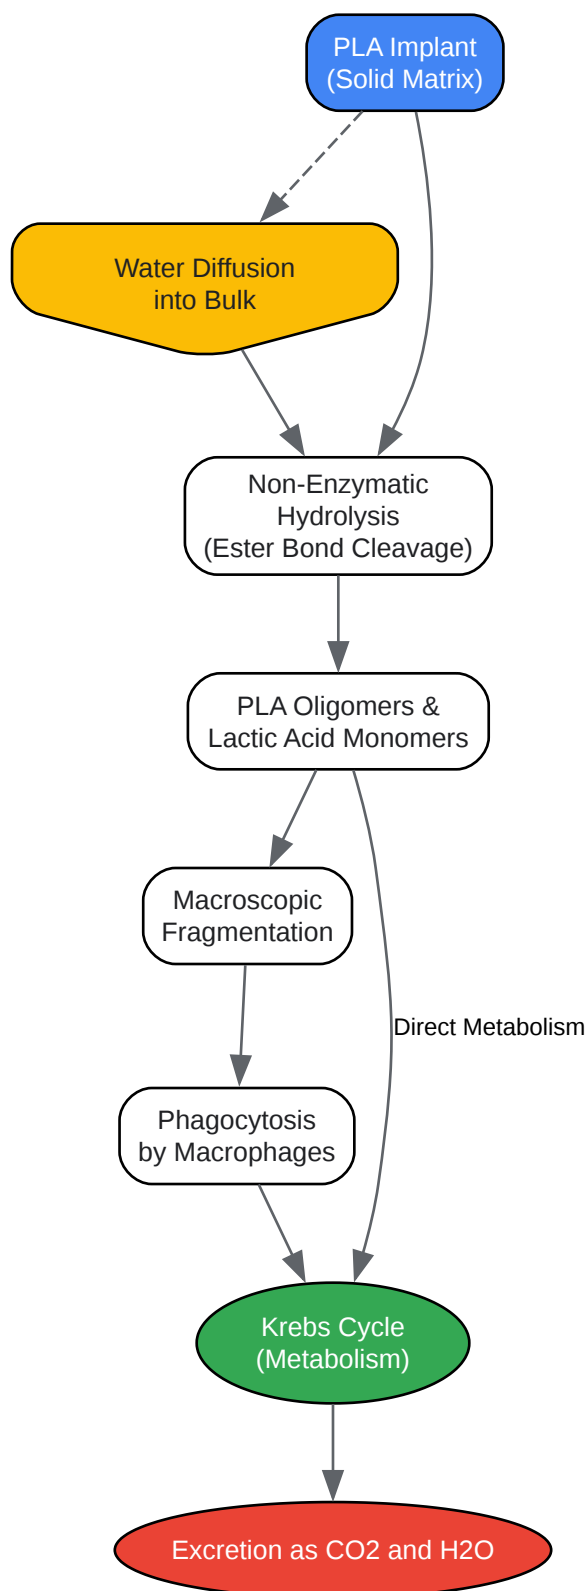 PLA Implant
(Solid Matrix)
Water Diffusion
into Bulk
Non-Enzymatic
Hydrolysis
(Ester Bond Cleavage)
PLA Oligomers &
Lactic Acid Monomers
Macroscopic
Fragmentation
Direct Metabolism
Phagocytosis
by Macrophages
Krebs Cycle
(Metabolism)
Excretion as CO2 and H2O